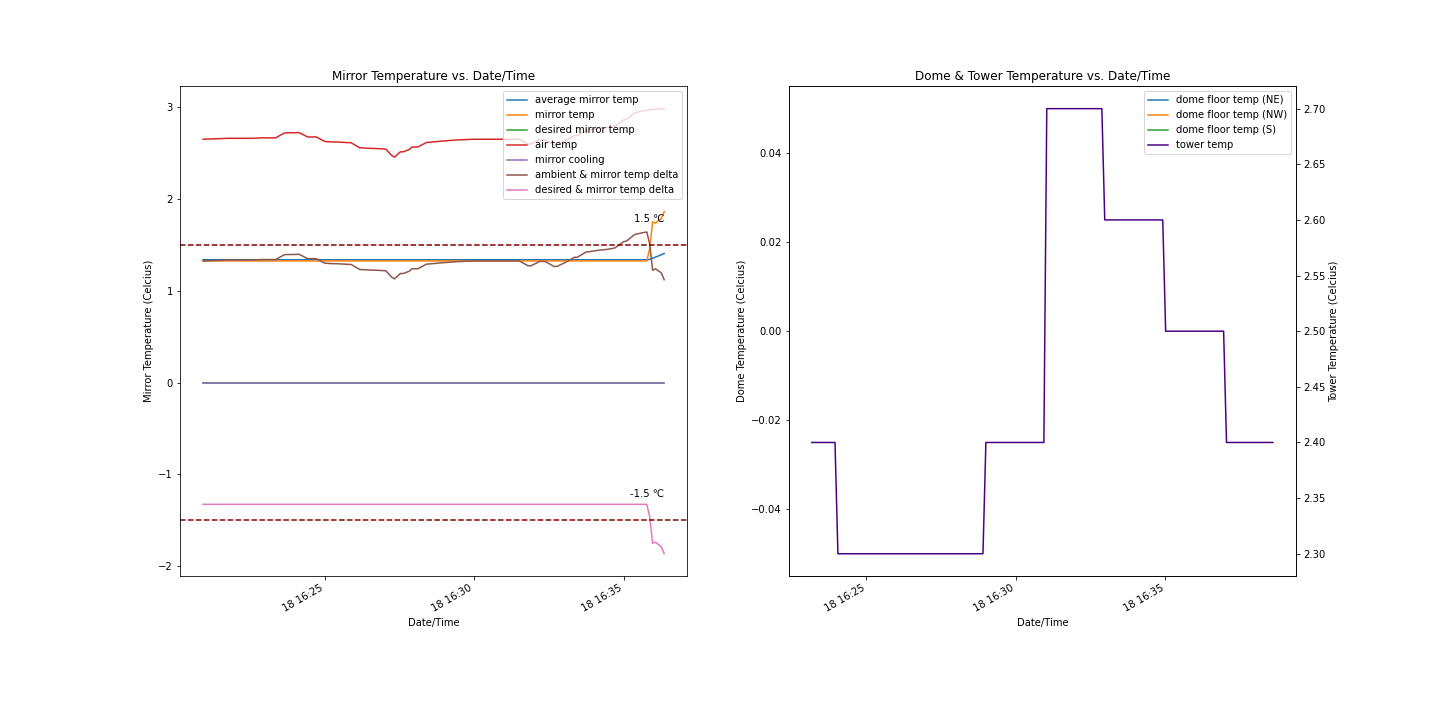 Mirror Temperature vs. Date/Time
Mirror Temperature (Celcius)
3
2
1
0
−1
−2
average mirror temp
mirror temp
desired mirror temp
air temp
mirror cooling
ambient & mirror temp delta
desired & mirror temp delta
1.5 °C
-1.5 °C
18 16:25
18 16:30
18 16:35
Date/Time
Dome & Tower Temperature vs. Date/Time
Dome Temperature (Celcius)
0.04
0.02
0.00
−0.02
−0.04
dome floor temp (NE)
dome floor temp (NW)
dome floor temp (S)
tower temp
2.70
2.65
2.60
2.55
2.50
2.45
2.40
2.35
2.30
Tower Temperature (Celcius)
18 16:25
18 16:30
18 16:35
Date/Time